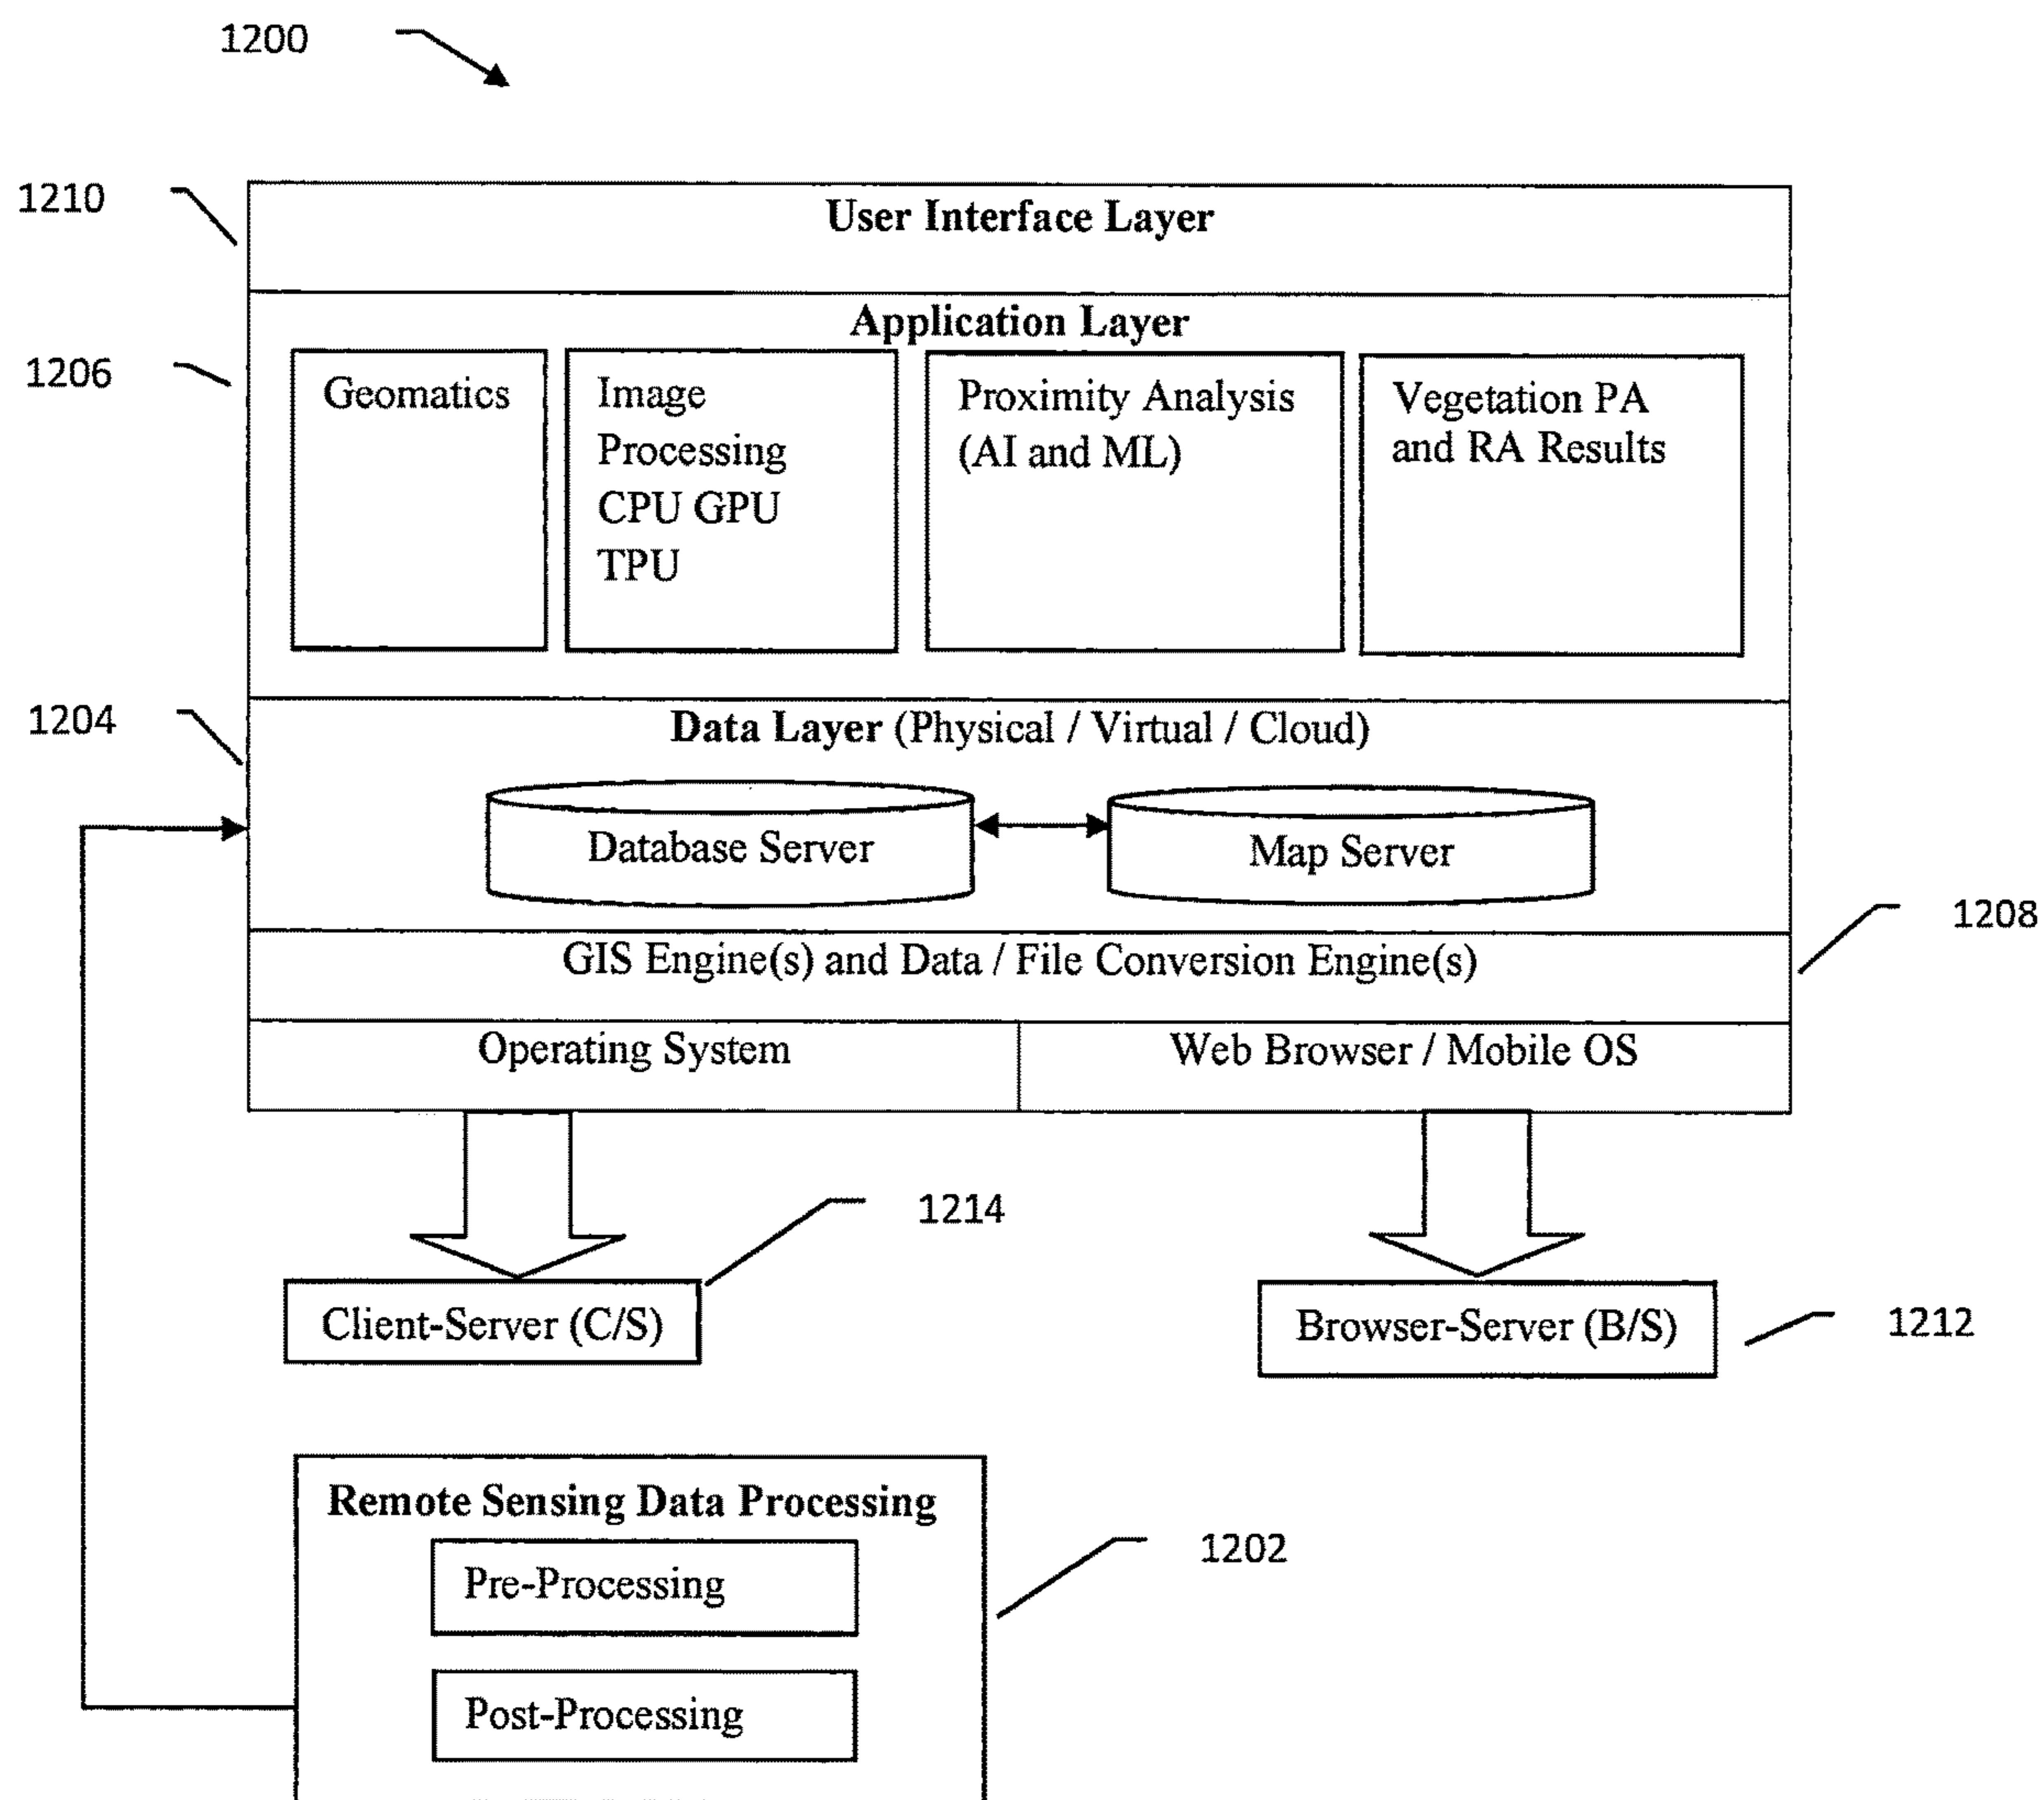 1200
1210
User Interface Layer
Application Layer
1206
Geomatics
Image
Processing
CPU GPU
TPU
Proximity Analysis
(AI and ML)
Vegetation PA
and RA Results
1204
Data Layer (Physical / Virtual / Cloud)
Database Server
Map Server
1208
GIS Engine(s) and Data / File Conversion Engine(s)
Operating System
Web Browser / Mobile OS
1214
Client-Server (C/S)
Browser-Server (B/S)
1212
Remote Sensing Data Processing
1202
Pre-Processing
Post-Processing